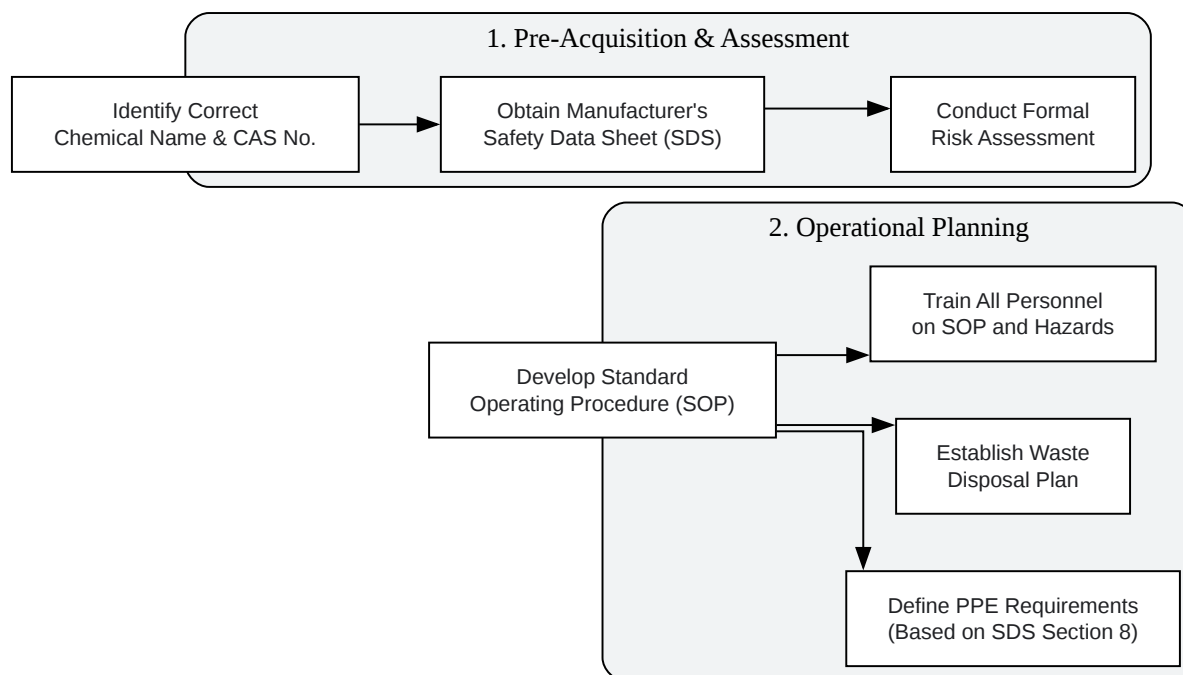 1. Pre-Acquisition & Assessment
Identify Correct
Chemical Name & CAS No.
Obtain Manufacturer's
Safety Data Sheet (SDS)
Conduct Formal
Risk Assessment
2. Operational Planning
Develop Standard
Operating Procedure (SOP)
Train All Personnel
on SOP and Hazards
Establish Waste
Disposal Plan
Define PPE Requirements
(Based on SDS Section 8)